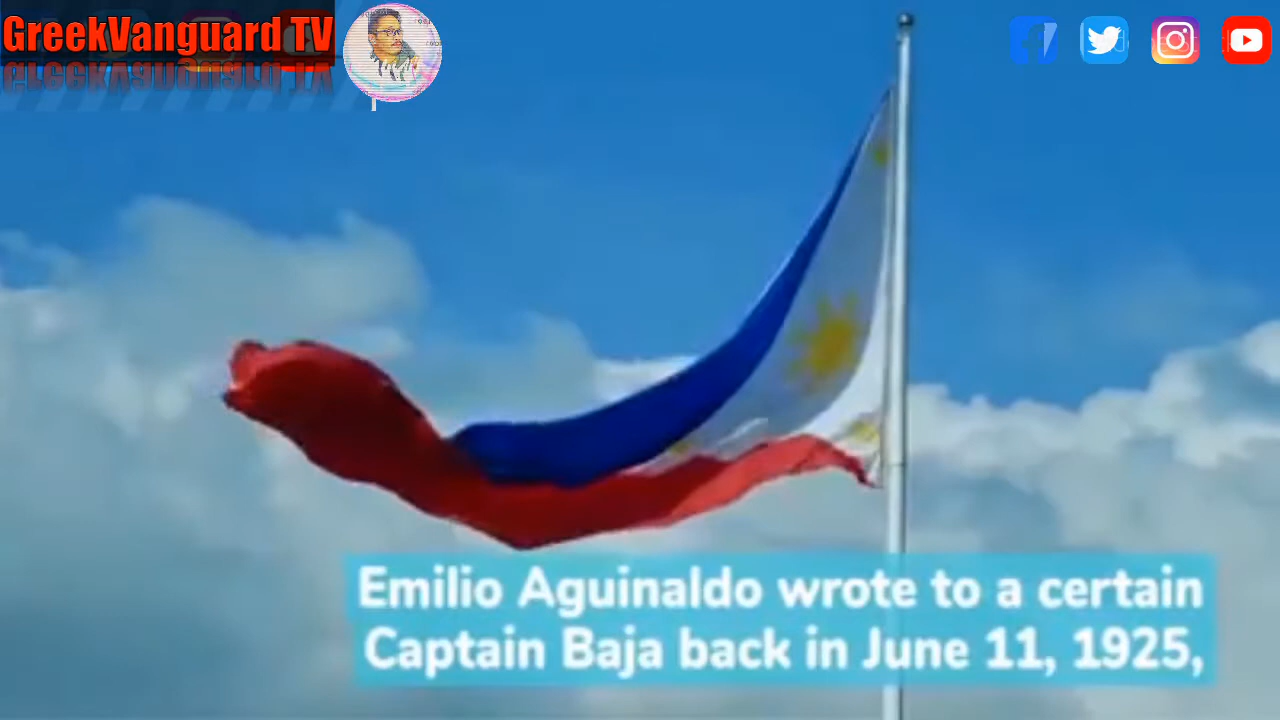 GreekVanguard TV
Emilio Aguinaldo wrote to a certain
Captain Baja back in June 11, 1925,